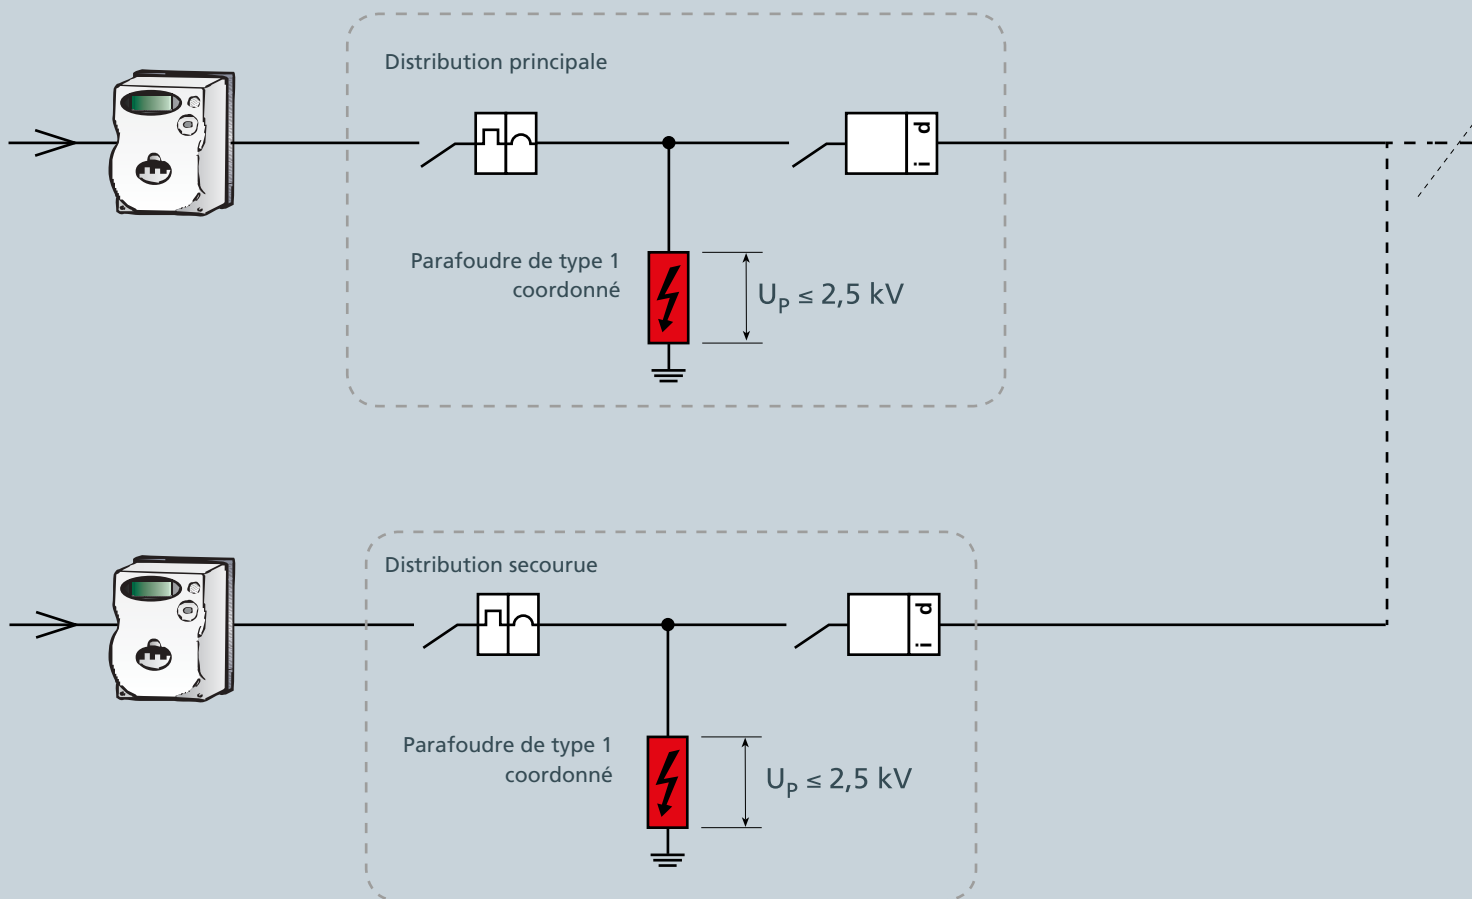 Distribution principale
p
i
Parafoudre de type 1
coordonné
UP ≤ 2,5 kV
Distribution secourue
p
i
Parafoudre de type 1
coordonné
UP ≤ 2,5 kV